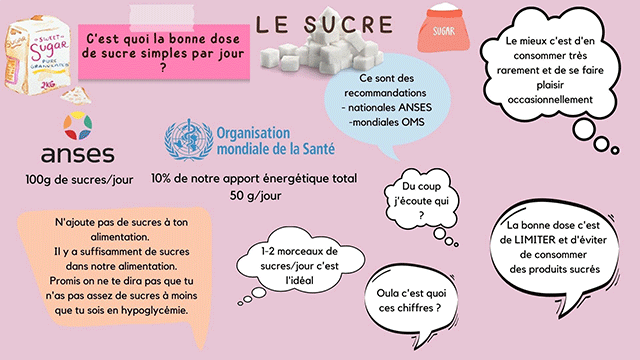 LE SUCRE
SWEET
Sugar
PURE
GRANULATED
2KG
C'est quoi la bonne dose
de sucre simples par jour
?
SUGAR
Ce sont des
recommandations
- nationales ANSES
-mondiales OMS
Le mieux c'est d'en
consommer très
rarement et de se faire
plaisir
occasionnellement
anses
100g de sucres/jour
Organisation
mondiale de la Santé
10% de notre apport énergétique total
50 g/jour
Du coup
j'écoute qui
?
N'ajoute pas de sucres à ton
alimentation.
Il y a suffisamment de sucres
dans notre alimentation.
Promis on ne te dira pas que tu
n'as pas assez de sucres à moins
que tu sois en hypoglycémie.
1-2 morceaux de
sucres/jour c'est
l'idéal
Oula c'est quoi
ces chiffres ?
La bonne dose c'est
de LIMITER et d'éviter
de consommer
des produits sucrés